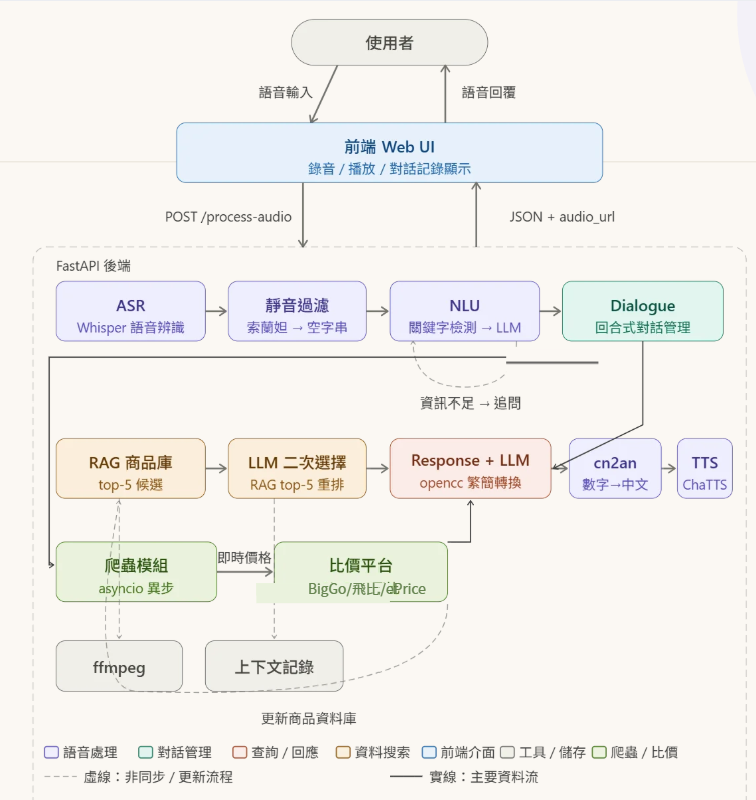 使用者
語音輸入
語音回覆
前端 Web UI
錄音 / 播放 / 對話記錄顯示
POST /process-audio
JSON + audio_url
FastAPI 後端
ASR
Whisper 語音辨識
靜音過濾
索蘭妲 → 空字串
NLU
關鍵字檢測 → LLM
Dialogue
回合式對話管理
資訊不足 → 追問
RAG 商品庫
top-5 候選
LLM 二次選擇
RAG top-5 重排
Response + LLM
opencc 繁簡轉換
cn2an
數字→中文
TTS
ChaTTS
爬蟲模組
asyncio 異步
即時價格
比價平台
BigGo/飛比/ePrice
ffmpeg
上下文記錄
更新商品資料庫
語音處理
對話管理
查詢 / 回應
資料搜索
前端介面
工具 / 儲存
爬蟲 / 比價
虛線：非同步 / 更新流程
實線：主要資料流